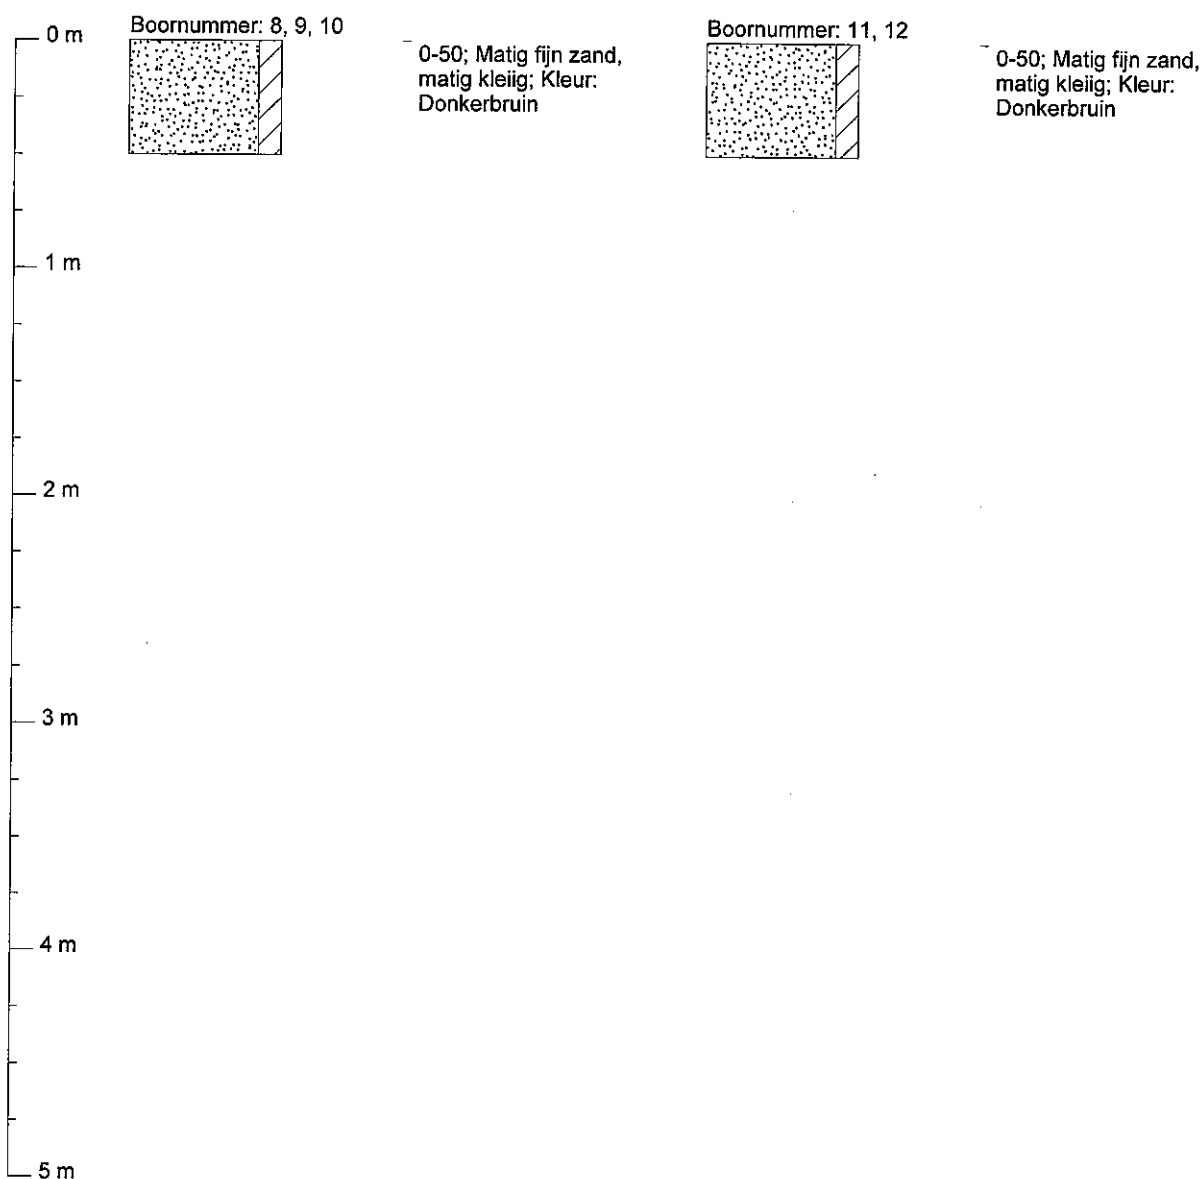 0 m
1 m
2 m
3 m
4 m
5 m
Boornummer: 8, 9, 10
0-50; Matig fijn zand,
matig kleiig; Kleur:
Donkerbruin
Boornummer: 11, 12
0-50; Matig fijn zand,
matig kleiig; Kleur:
Donkerbruin